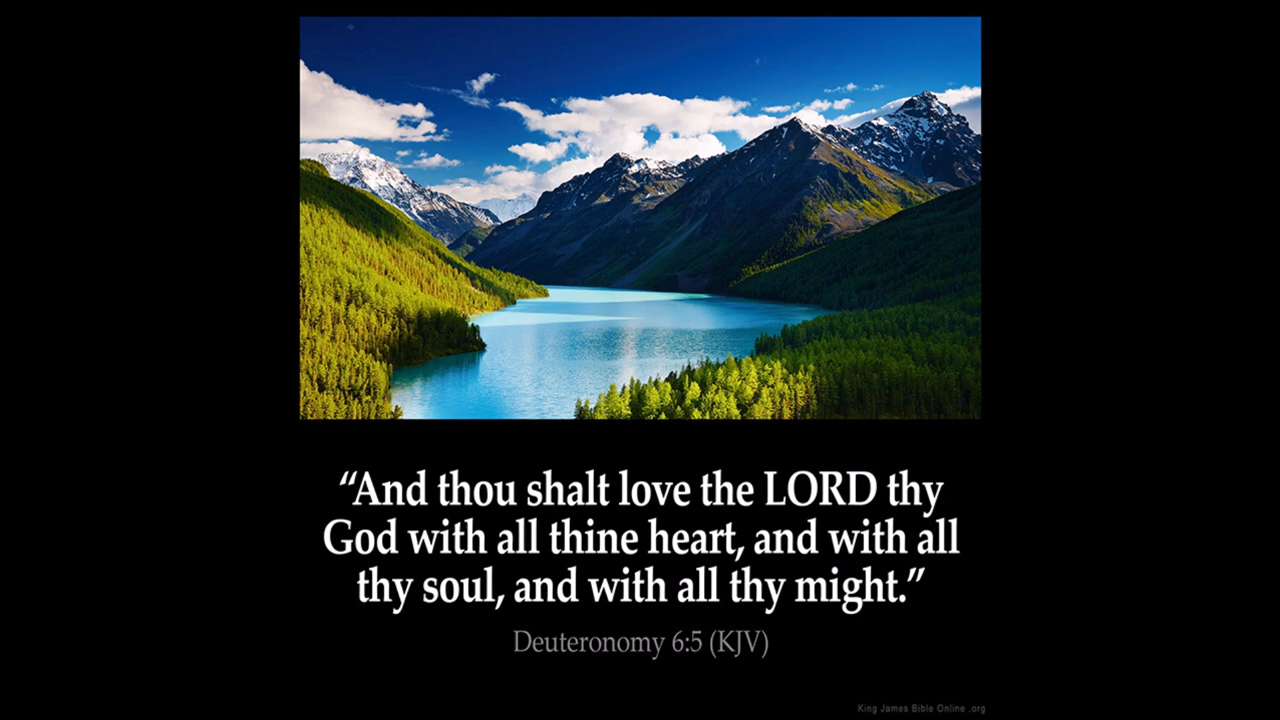 “And thou shalt love the LORD thy
God with all thine heart, and with all
thy soul, and with all thy might.”
Deuteronomy 6:5 (KJV)
King James Bible Online .org